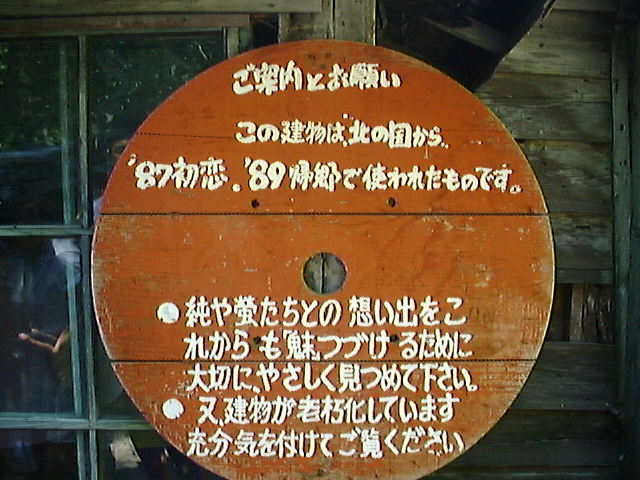 ご案内とお願い
この建物は、"北の国から"
'87初恋、'89帰郷で使われたものです。
●純や螢たちとの想い出をこ
れからも「魅」つづけるために
大切に、やさしく見つめて下さい。
●又、建物が老朽化しています
充分気を付けてご覧ください